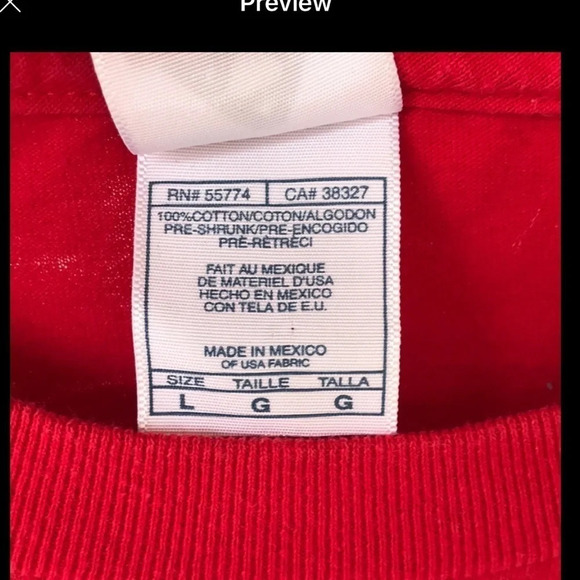 Preview
RN# 55774 CA# 38327
100%COTTON/COTON/ALGODON
PRE-SHRUNK/PRE-ENCOGIDO
PRÉ-RÉTRÉCI
FAIT AU MEXIQUE
DE MATERIEL D'USA
HECHO EN MEXICO
CON TELA DE E.U.
MADE IN MEXICO
OF USA FABRIC
SIZE TAILLE TALLA
L G G